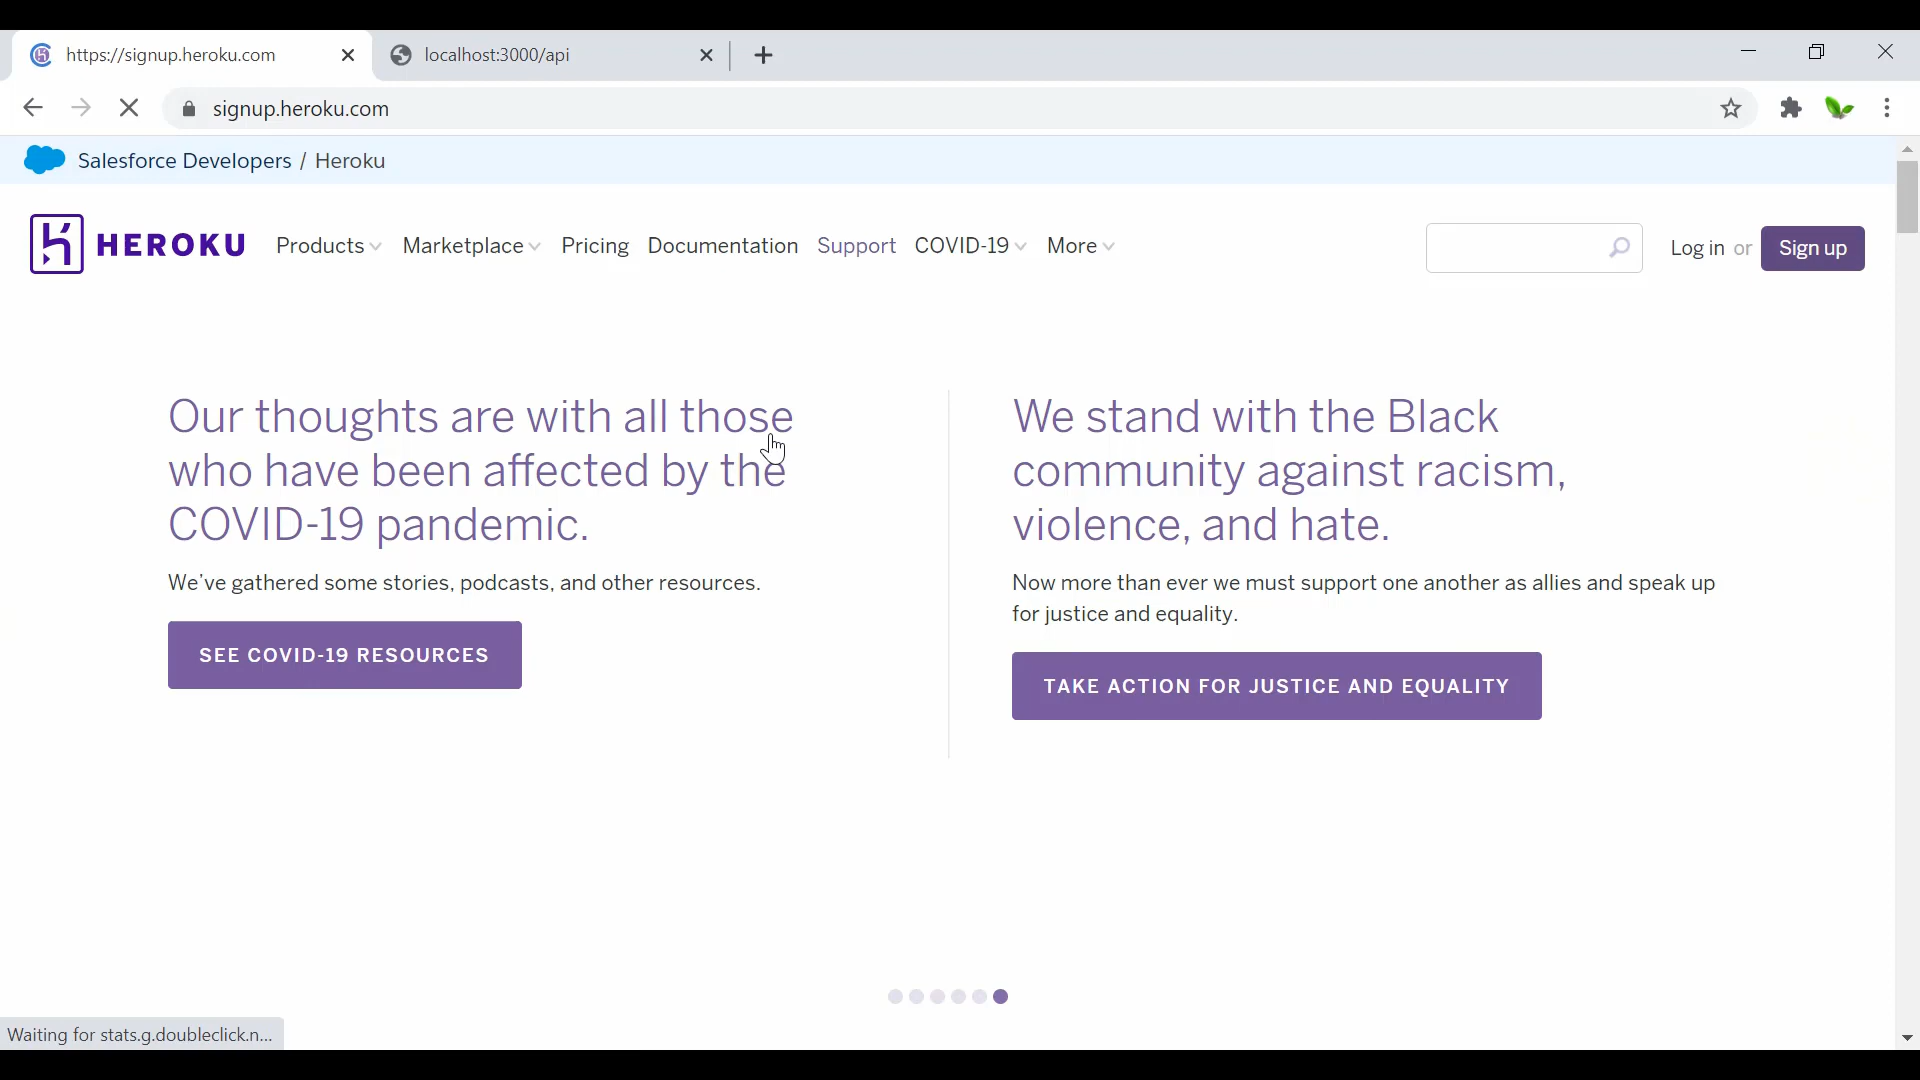 https://signup.heroku.com
localhost:3000/api
signup.heroku.com
Salesforce Developers / Heroku
HEROKU Products Marketplace Pricing Documentation Support COVID-19 More Log in or Sign up
Our thoughts are with all those
who have been affected by the
COVID-19 pandemic.
We've gathered some stories, podcasts, and other resources.
SEE COVID-19 RESOURCES
We stand with the Black
community against racism,
violence, and hate.
Now more than ever we must support one another as allies and speak up
for justice and equality.
TAKE ACTION FOR JUSTICE AND EQUALITY
Waiting for stats.g.doubleclick.n...